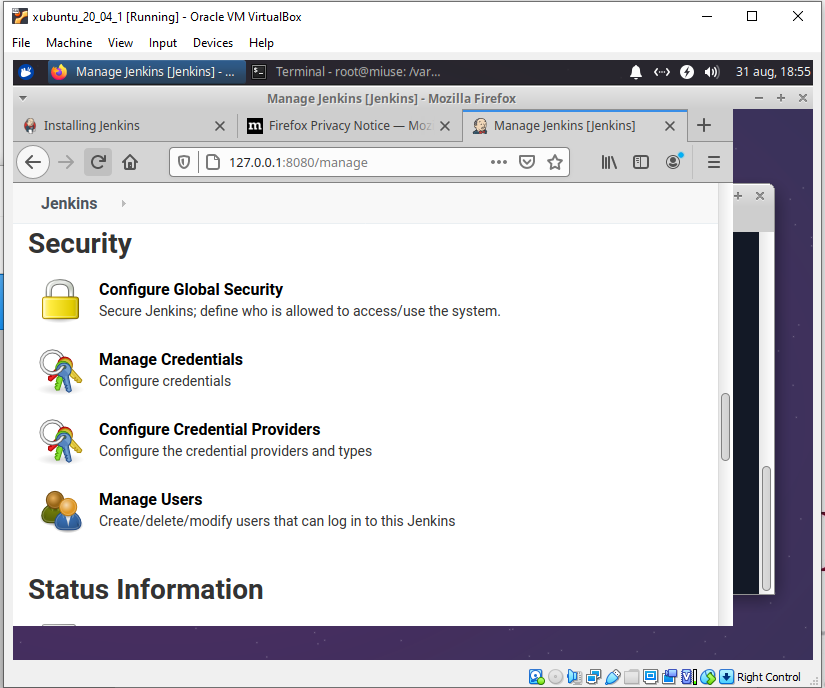 xubuntu_20_04_1 [Running] - Oracle VM VirtualBox
File Machine View Input Devices Help
Manage Jenkins [Jenkins] - ...
Terminal - root@miuse: /var...
31 aug, 18:55
Manage Jenkins [Jenkins] - Mozilla Firefox
Installing Jenkins
Firefox Privacy Notice — Moz
Manage Jenkins [Jenkins]
127.0.0.1:8080/manage
Jenkins
Security
Configure Global Security
Secure Jenkins; define who is allowed to access/use the system.
Manage Credentials
Configure credentials
Configure Credential Providers
Configure the credential providers and types
Manage Users
Create/delete/modify users that can log in to this Jenkins
Status Information
Right Control